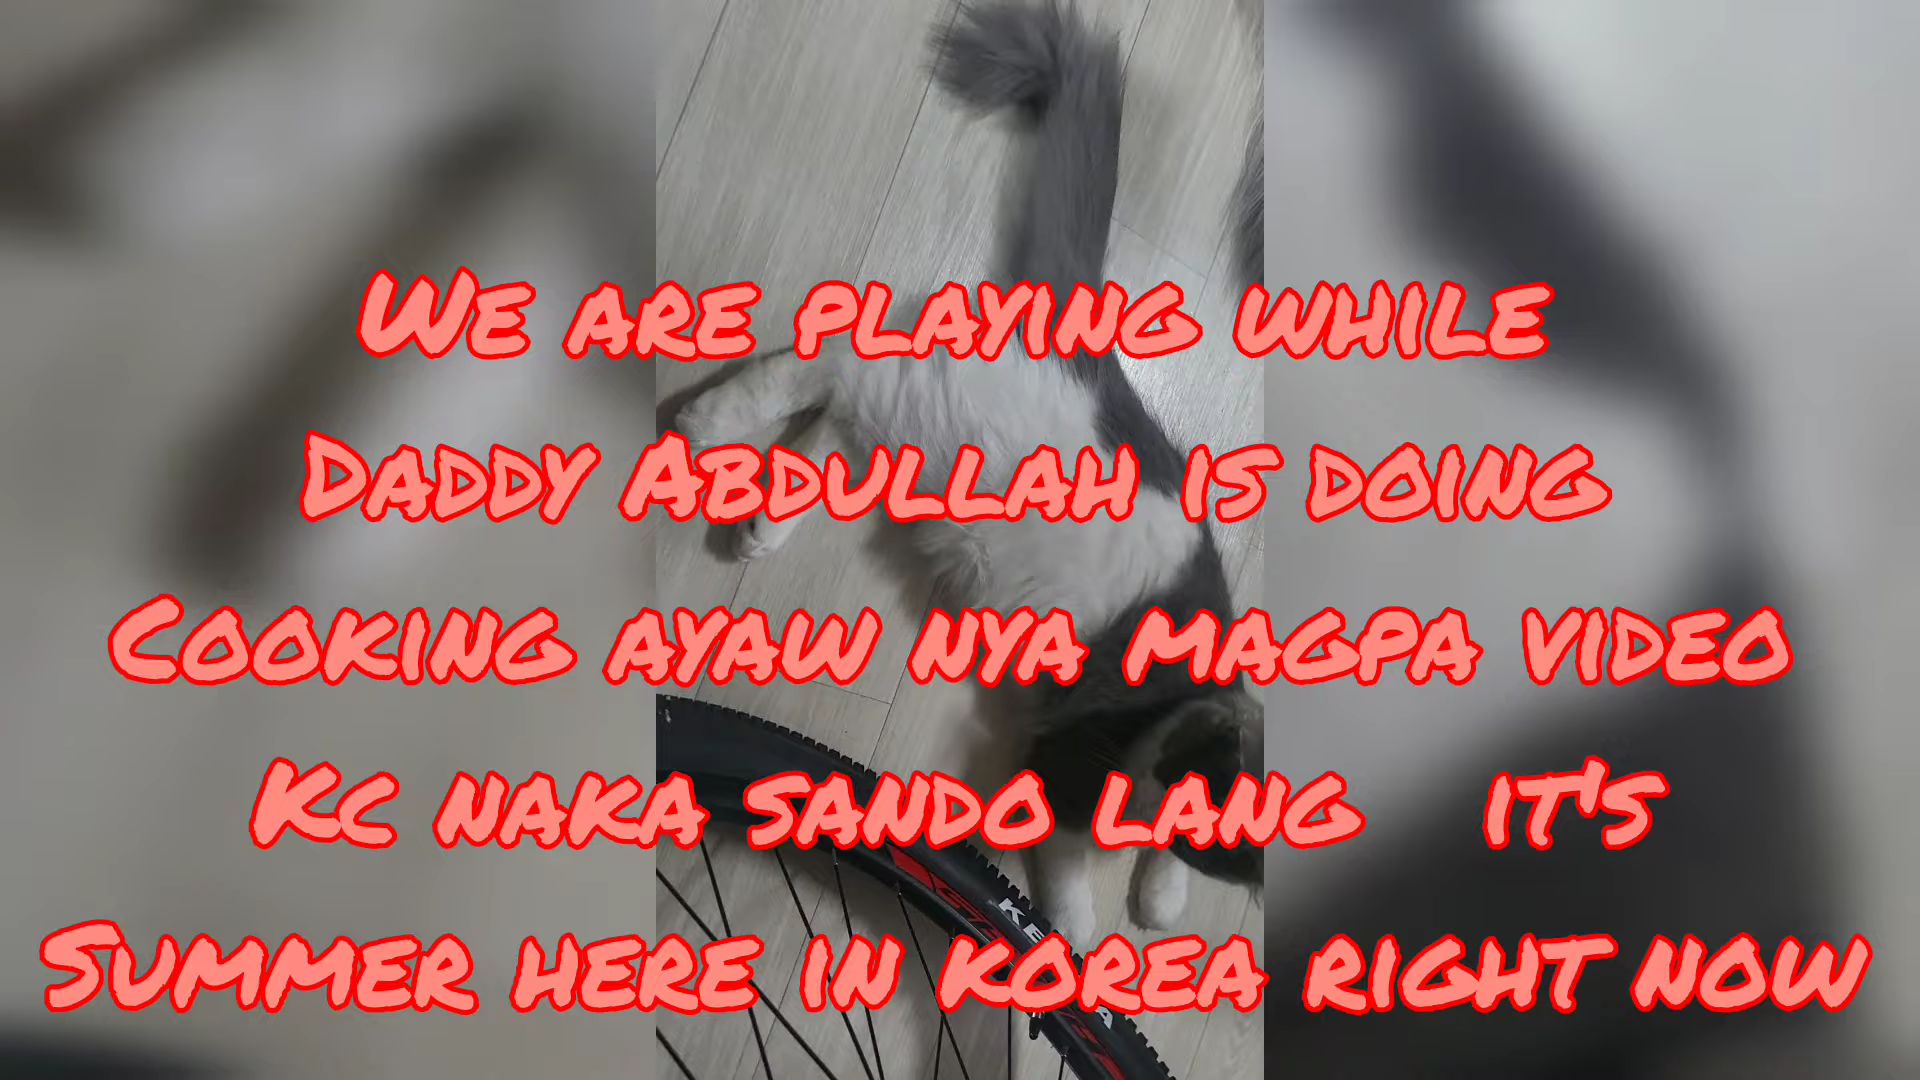 We are playing while
Daddy Abdullah is doing
Cooking ayaw nya magpa video
Kc naka sando lang it's
Summer here in korea right now